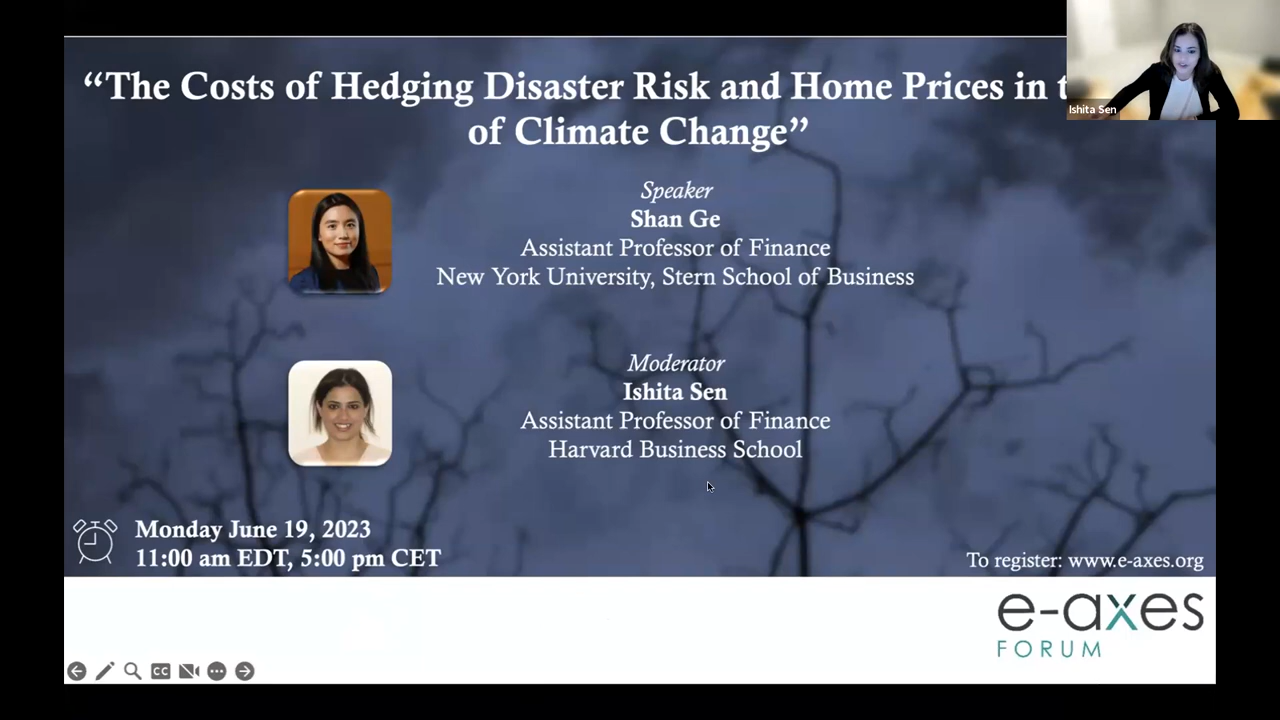 “The Costs of Hedging Disaster Risk and Home Prices in
of Climate Change”
Ishita Sen
Speaker
Shan Ge
Assistant Professor of Finance
New York University, Stern School of Business
Moderator
Ishita Sen
Assistant Professor of Finance
Harvard Business School
Monday June 19, 2023
11:00 am EDT, 5:00 pm CET
To register: www.e-axes.org
e-axes
FORUM
CC